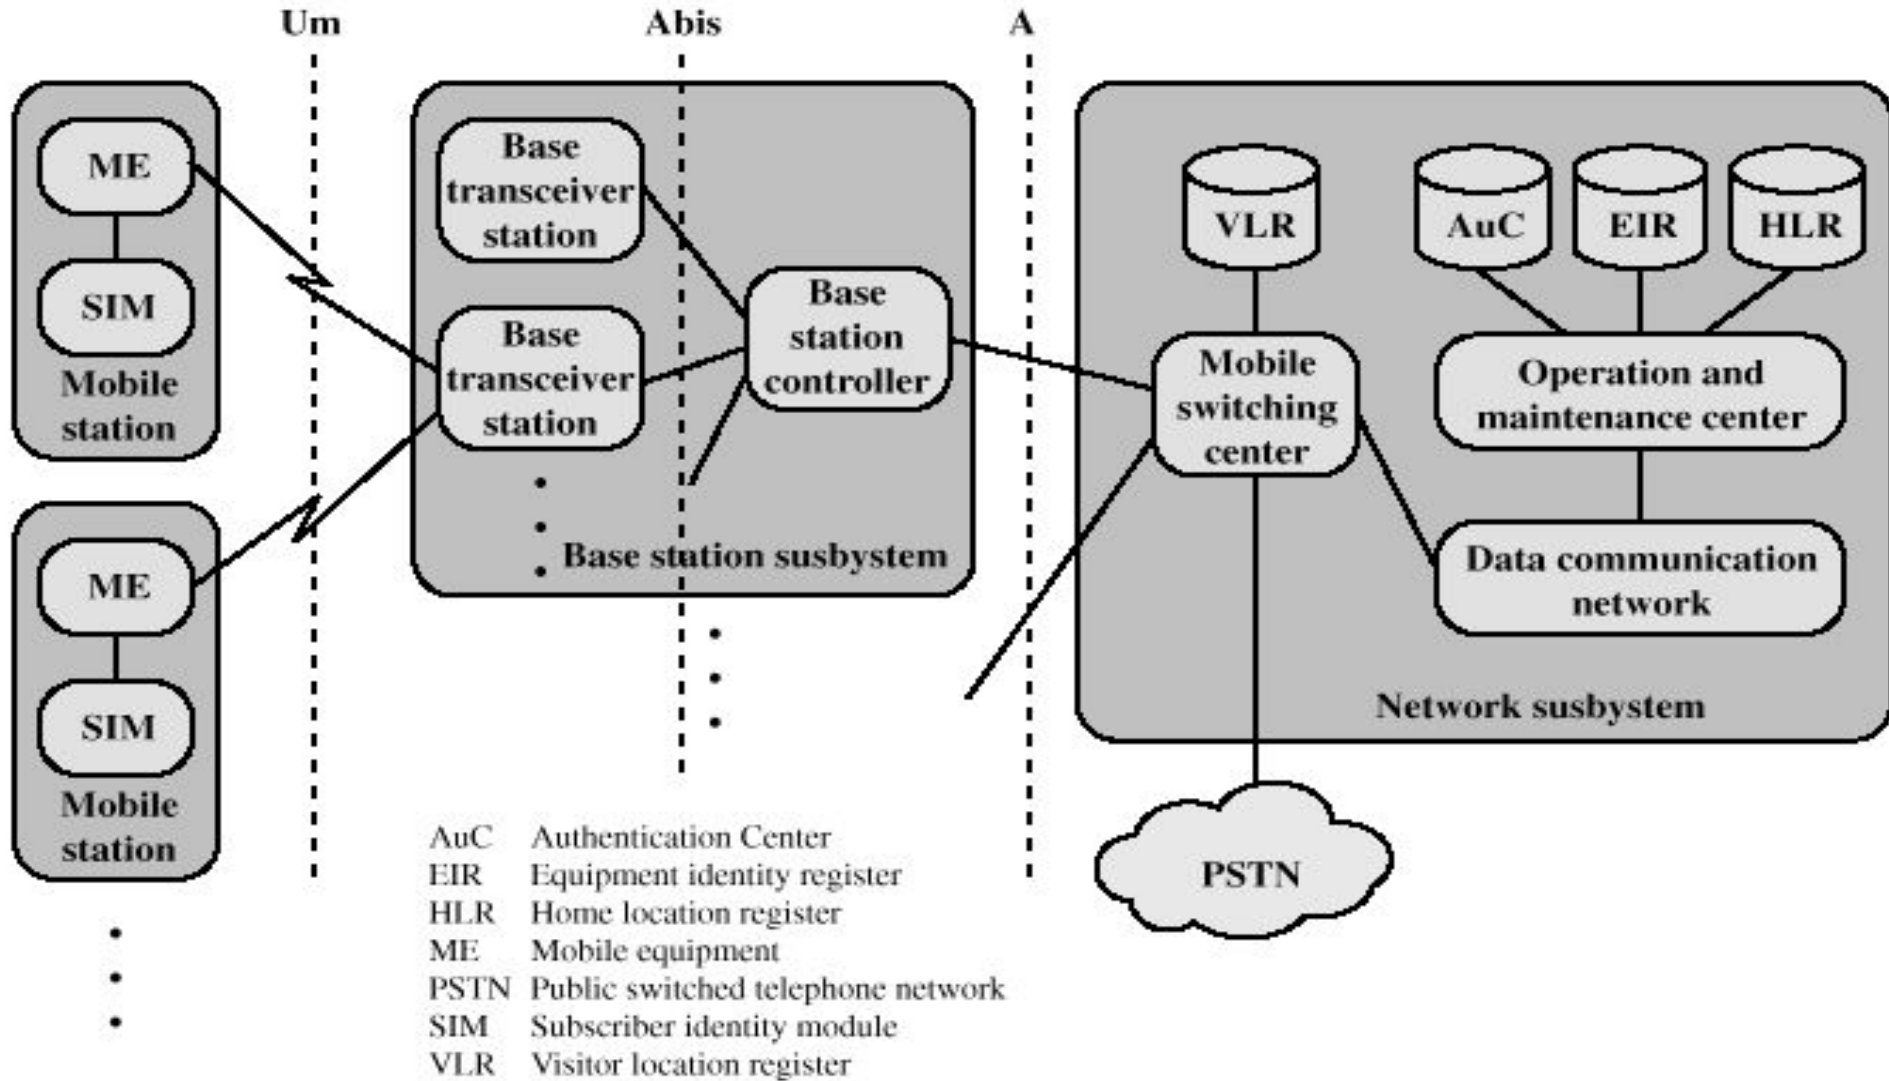 Um
Abis
A
ME
SIM
Mobile
station
ME
SIM
Mobile
station
Base
transceiver
station
Base
transceiver
station
Base
station
controller
Base station susbystem
VLR
AuC
EIR
HLR
Mobile
switching
center
Operation and
maintenance center
Data communication
network
Network susbystem
PSTN
AuC Authentication Center
EIR Equipment identity register
HLR Home location register
ME Mobile equipment
PSTN Public switched telephone network
SIM Subscriber identity module
VLR Visitor location register